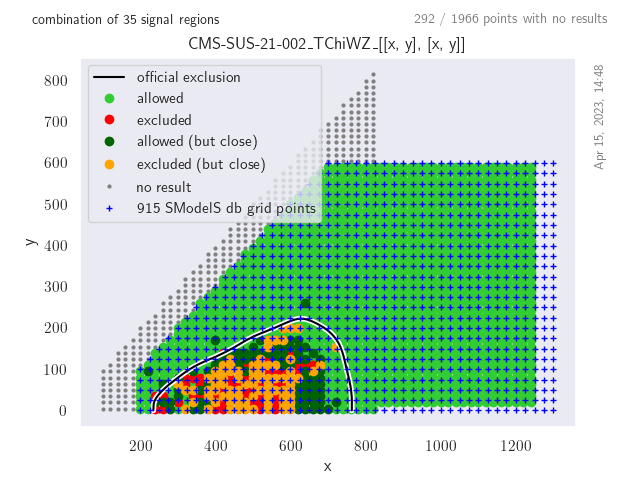 combination of 35 signal regions
292 / 1966 points with no results
CMS-SUS-21-002_TChiWZ_[[x, y], [x, y]]
official exclusion
allowed
excluded
allowed (but close)
excluded (but close)
no result
915 SModelS db grid points
Apr 15, 2023, 14:48
y
800
700
600
500
400
300
200
100
0
200 400 600 800 1000 1200
x